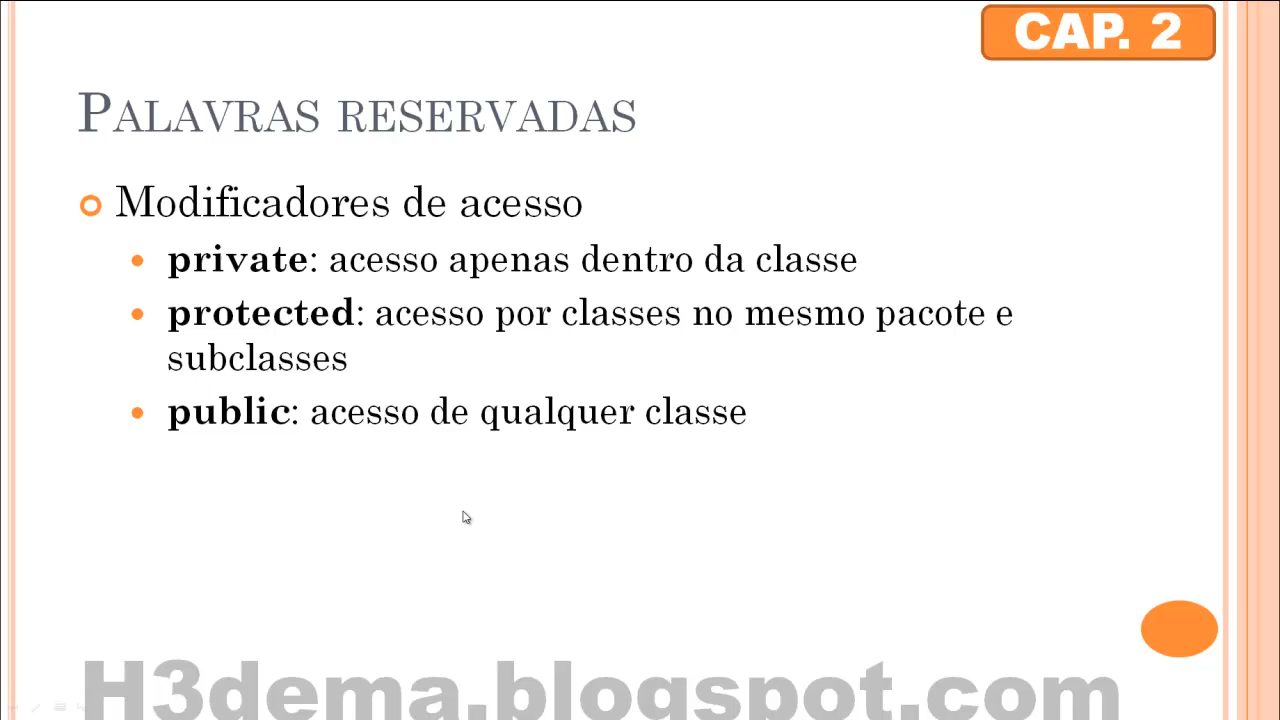 CAP. 2
PALAVRAS RESERVADAS
Modificadores de acesso
private: acesso apenas dentro da classe
protected: acesso por classes no mesmo pacote e
subclasses
public: acesso de qualquer classe
H3dema.blogspot.com